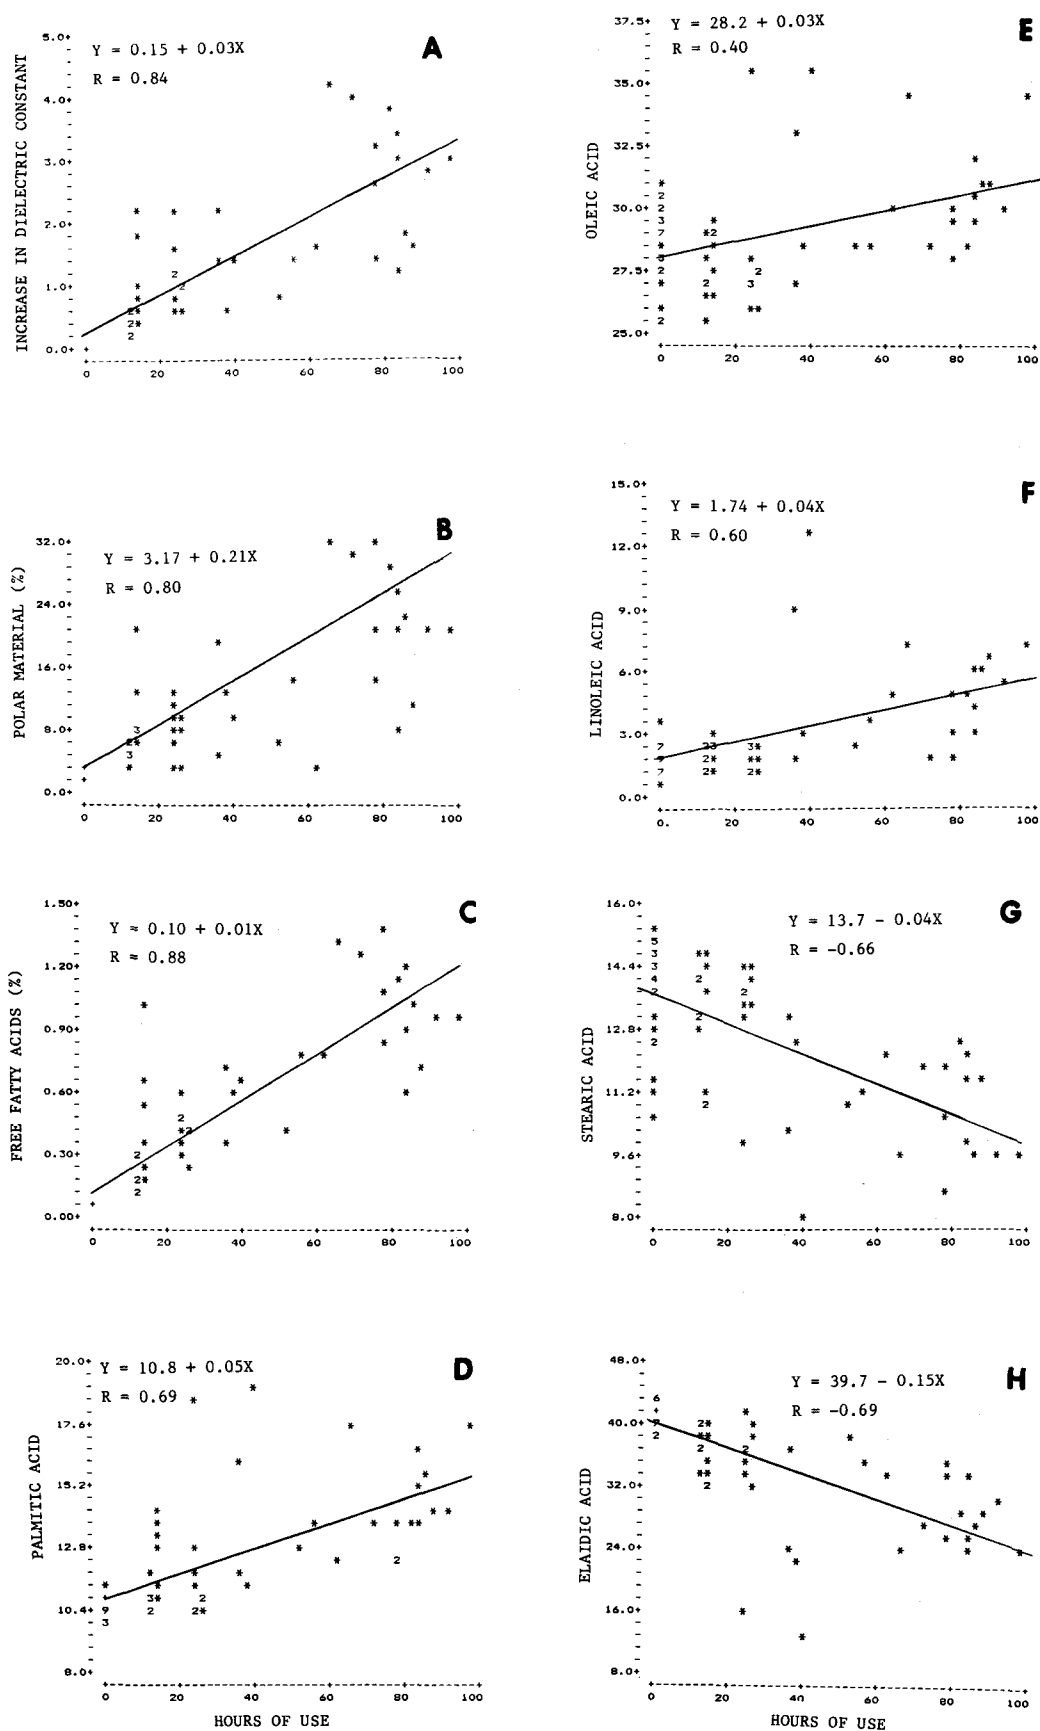 A
Y = 0.15 + 0.03X
R = 0.84
INCREASE IN DIELECTRIC CONSTANT
5.0+
4.0+
3.0+
2.0+
1.0+
0.0+
0 20 40 60 80 100
B
Y = 3.17 + 0.21X
R = 0.80
POLAR MATERIAL (%)
32.0+
24.0+
16.0+
8.0+
0.0+
0 20 40 60 80 100
C
Y = 0.10 + 0.01X
R = 0.88
FREE FATTY ACIDS (%)
1.50+
1.20+
0.90+
0.60+
0.30+
0.00+
0 20 40 60 80 100
D
Y = 10.8 + 0.05X
R = 0.69
PALMITIC ACID
20.0+
17.6+
15.2+
12.8+
10.4+
8.0+
0 20 40 60 80 100
HOURS OF USE
E
Y = 28.2 + 0.03X
R = 0.40
OLEIC ACID
37.5+
35.0+
32.5+
30.0+
27.5+
25.0+
0 20 40 60 80 100
F
Y = 1.74 + 0.04X
R = 0.60
LINOLEIC ACID
15.0+
12.0+
9.0+
6.0+
3.0+
0.0+
0. 20 40 60 80 100
G
Y = 13.7 - 0.04X
R = -0.66
STEARIC ACID
16.0+
14.4+
12.8+
11.2+
9.6+
8.0+
0 20 40 60 80 100
H
Y = 39.7 - 0.15X
R = -0.69
ELAIDIC ACID
48.0+
40.0+
32.0+
24.0+
16.0+
8.0+
0 20 40 60 80 100
HOURS OF USE